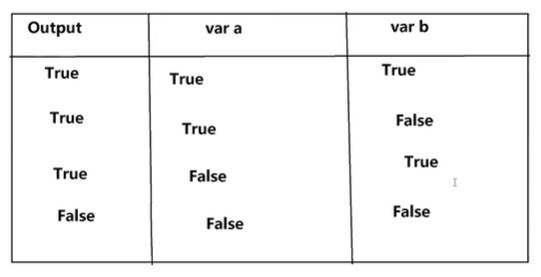 Output var a var b
True True True
True True False
True False True
False False False